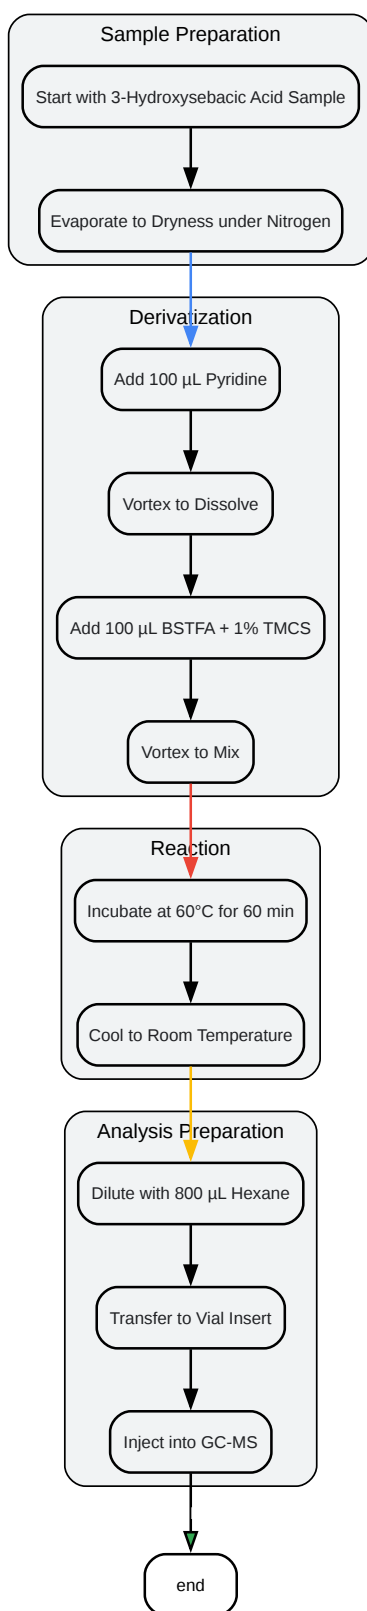 Sample Preparation
Start with 3-Hydroxysebacic Acid Sample
Evaporate to Dryness under Nitrogen
Derivatization
Add 100 µL Pyridine
Vortex to Dissolve
Add 100 µL BSTFA + 1% TMCS
Vortex to Mix
Reaction
Incubate at 60°C for 60 min
Cool to Room Temperature
Analysis Preparation
Dilute with 800 µL Hexane
Transfer to Vial Insert
Inject into GC-MS
end